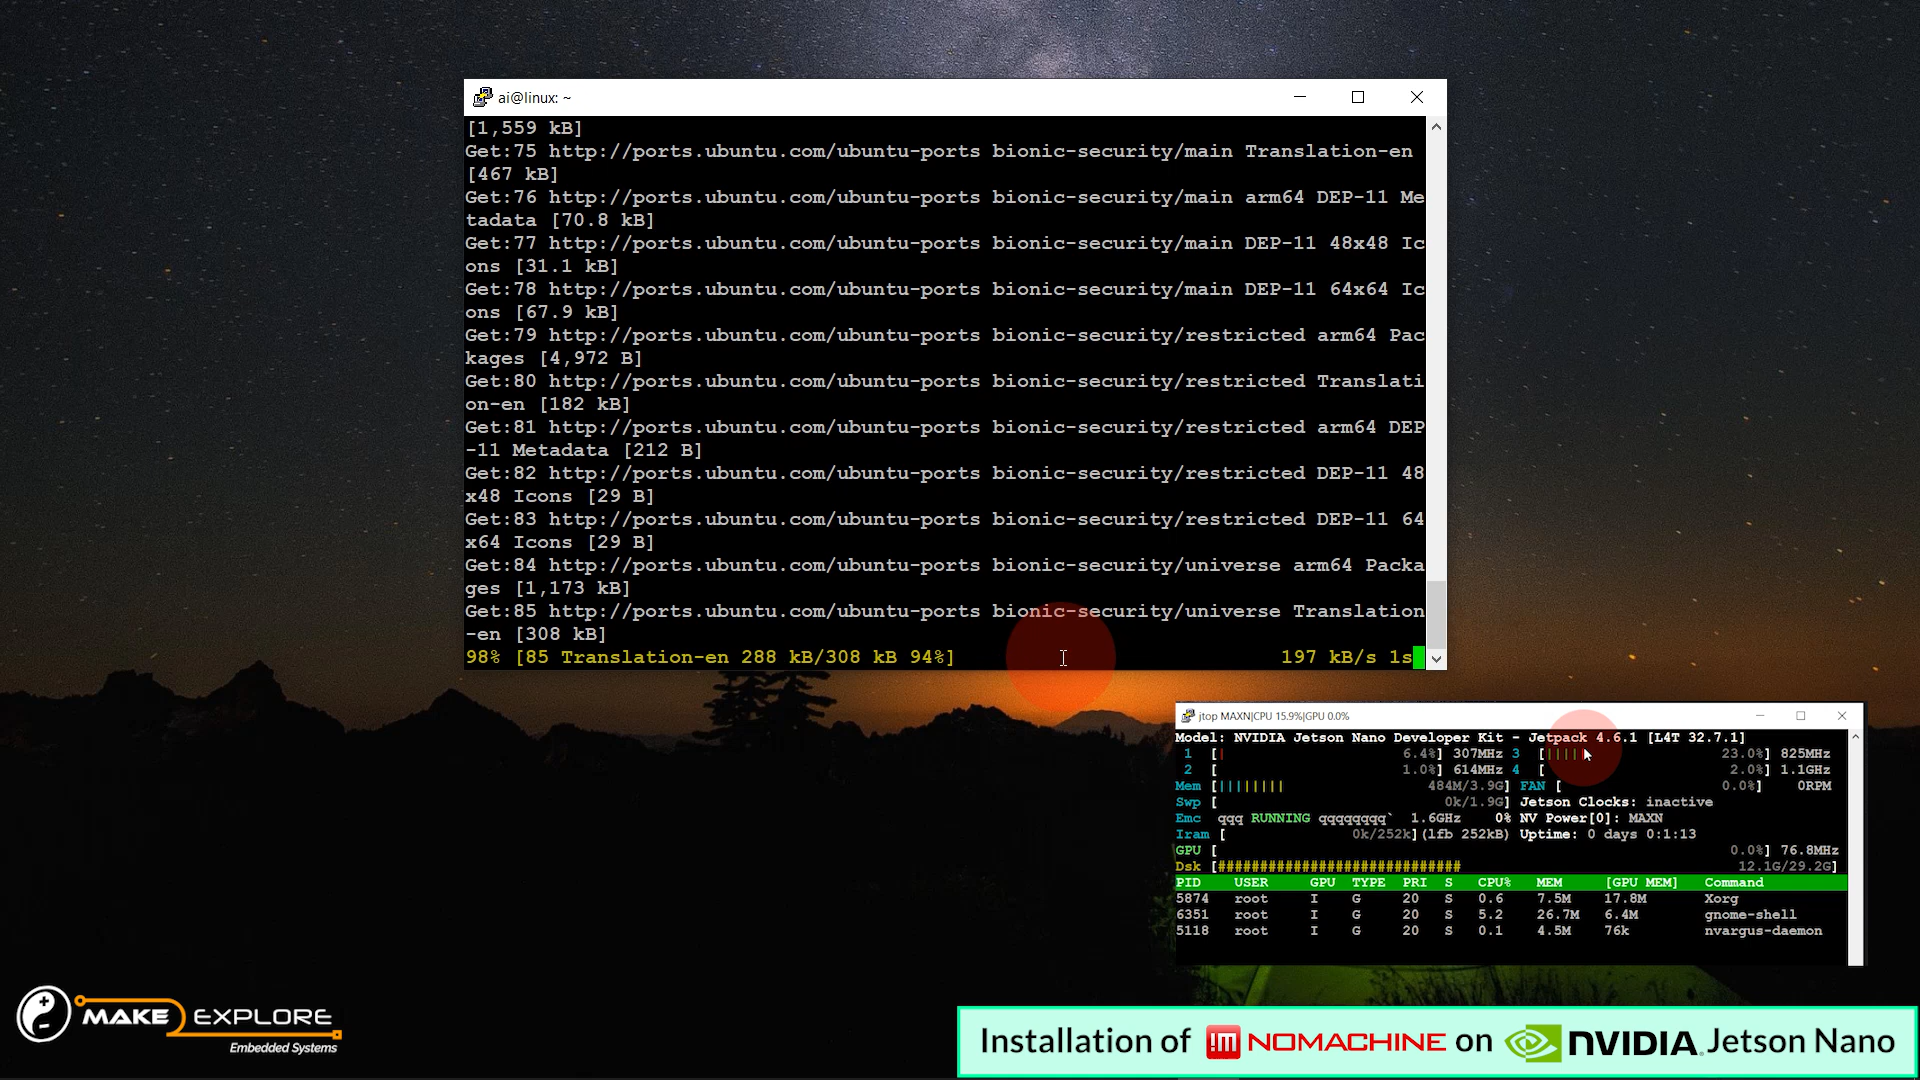 ai@linux: ~
[1,559 kB]
Get:75 http://ports.ubuntu.com/ubuntu-ports bionic-security/main Translation-en
[467 kB]
Get:76 http://ports.ubuntu.com/ubuntu-ports bionic-security/main arm64 DEP-11 Me
tadata [70.8 kB]
Get:77 http://ports.ubuntu.com/ubuntu-ports bionic-security/main DEP-11 48x48 Ic
ons [31.1 kB]
Get:78 http://ports.ubuntu.com/ubuntu-ports bionic-security/main DEP-11 64x64 Ic
ons [67.9 kB]
Get:79 http://ports.ubuntu.com/ubuntu-ports bionic-security/restricted arm64 Pac
kages [4,972 B]
Get:80 http://ports.ubuntu.com/ubuntu-ports bionic-security/restricted Translati
on-en [182 kB]
Get:81 http://ports.ubuntu.com/ubuntu-ports bionic-security/restricted arm64 DEP
-11 Metadata [212 B]
Get:82 http://ports.ubuntu.com/ubuntu-ports bionic-security/restricted DEP-11 48
x48 Icons [29 B]
Get:83 http://ports.ubuntu.com/ubuntu-ports bionic-security/restricted DEP-11 64
x64 Icons [29 B]
Get:84 http://ports.ubuntu.com/ubuntu-ports bionic-security/universe arm64 Packa
ges [1,173 kB]
Get:85 http://ports.ubuntu.com/ubuntu-ports bionic-security/universe Translation
-en [308 kB]
98% [85 Translation-en 288 kB/308 kB 94%] 197 kB/s 1s
jtop MAXN|CPU 15.9%|GPU 0.0%
Model: NVIDIA Jetson Nano Developer Kit - Jetpack 4.6.1 [L4T 32.7.1]
1 [| 6.4%] 307MHz 3 [||||| 23.0%] 825MHz
2 [ 1.0%] 614MHz 4 [ 2.0%] 1.1GHz
Mem [|||||||| 484M/3.9G] FAN [ 0.0%] 0RPM
Swp [ 0k/1.9G] Jetson Clocks: inactive
Emc qqq RUNNING qqqqqqqq` 1.6GHz 0% NV Power[0]: MAXN
Iram [ 0k/252k](lfb 252kB) Uptime: 0 days 0:1:13
GPU [ 0.0%] 76.8MHz
Dsk [############################# 12.1G/29.2G]
PID USER GPU TYPE PRI S CPU% MEM [GPU MEM] Command
5874 root I G 20 S 0.6 7.5M 17.8M Xorg
6351 root I G 20 S 5.2 26.7M 6.4M gnome-shell
5118 root I G 20 S 0.1 4.5M 76k nvargus-daemon
MAKE EXPLORE
Embedded Systems
Installation of !M NOMACHINE on NVIDIA. Jetson Nano